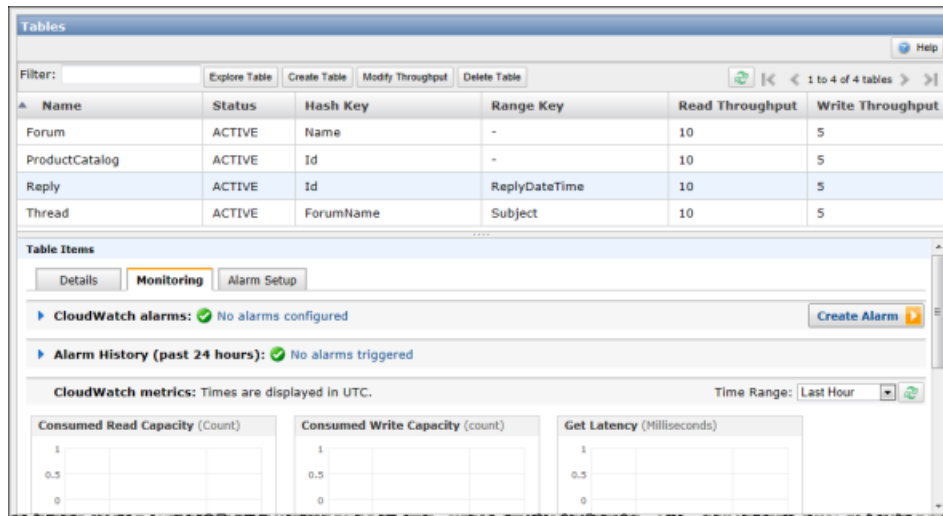 Tables
Help
Filter: Explore Table Create Table Modify Throughput Delete Table 1 to 4 of 4 tables
Name Status Hash Key Range Key Read Throughput Write Throughput
Forum ACTIVE Name - 10 5
ProductCatalog ACTIVE Id - 10 5
Reply ACTIVE Id ReplyDateTime 10 5
Thread ACTIVE ForumName Subject 10 5
Table Items
Details Monitoring Alarm Setup
CloudWatch alarms: No alarms configured Create Alarm
Alarm History (past 24 hours): No alarms triggered
CloudWatch metrics: Times are displayed in UTC. Time Range: Last Hour
Consumed Read Capacity (Count) Consumed Write Capacity (count) Get Latency (Milliseconds)
1 1 1
0.5 0.5 0.5
0 0 0